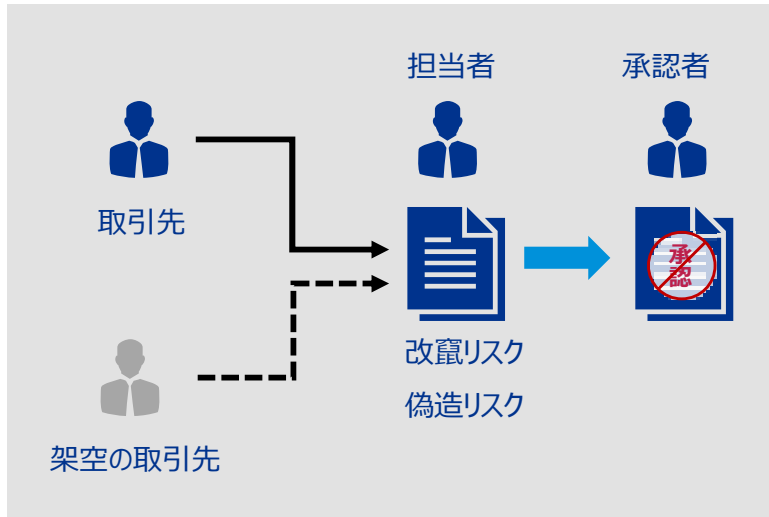 担当者
承認者
取引先
承
認
改竄リスク
偽造リスク
架空の取引先